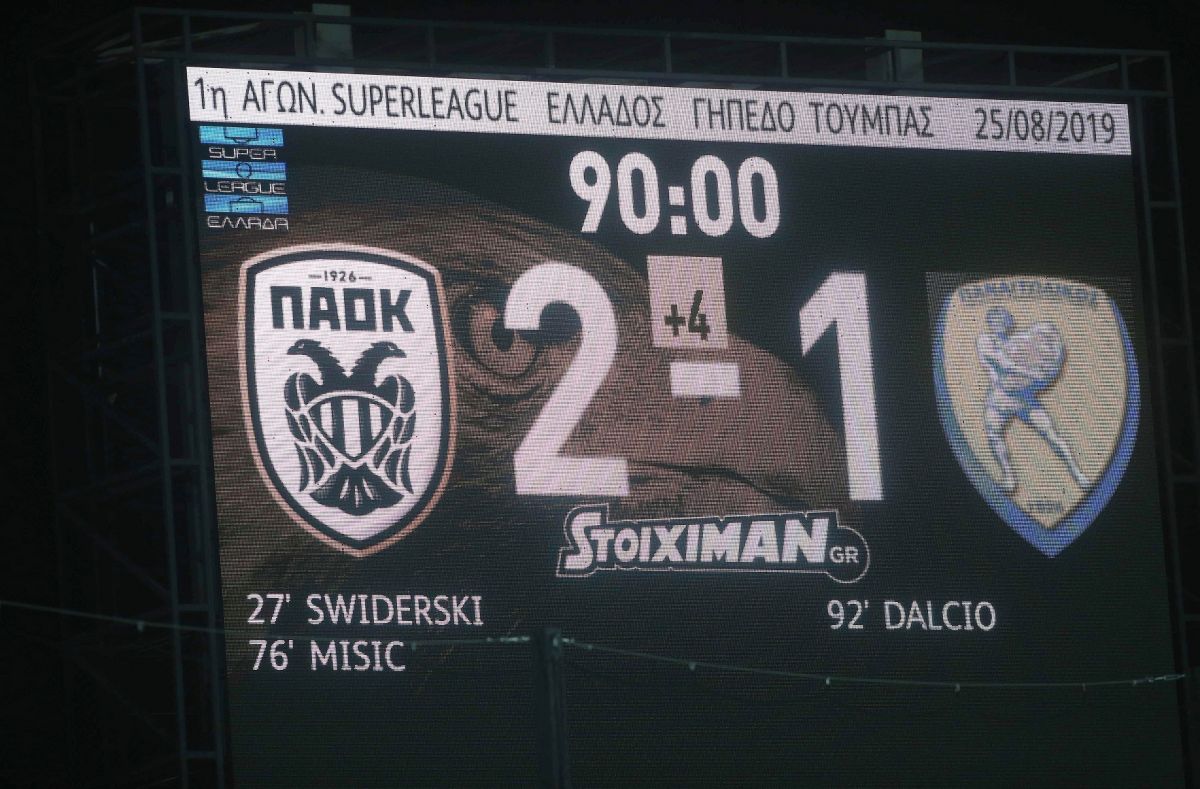 1η ΑΓΩΝ. SUPERLEAGUE ΕΛΛΑΔΟΣ ΓΗΠΕΔΟ ΤΟΥΜΠΑΣ 25/08/2019
SUPER
LEAGUE
ΕΛΛΑΔΑ
90:00
1926
ΠΑΟΚ
2 - 1
+4
STOIXIMAN GR
27' SWIDERSKI
92' DALCIO
76' MISIC